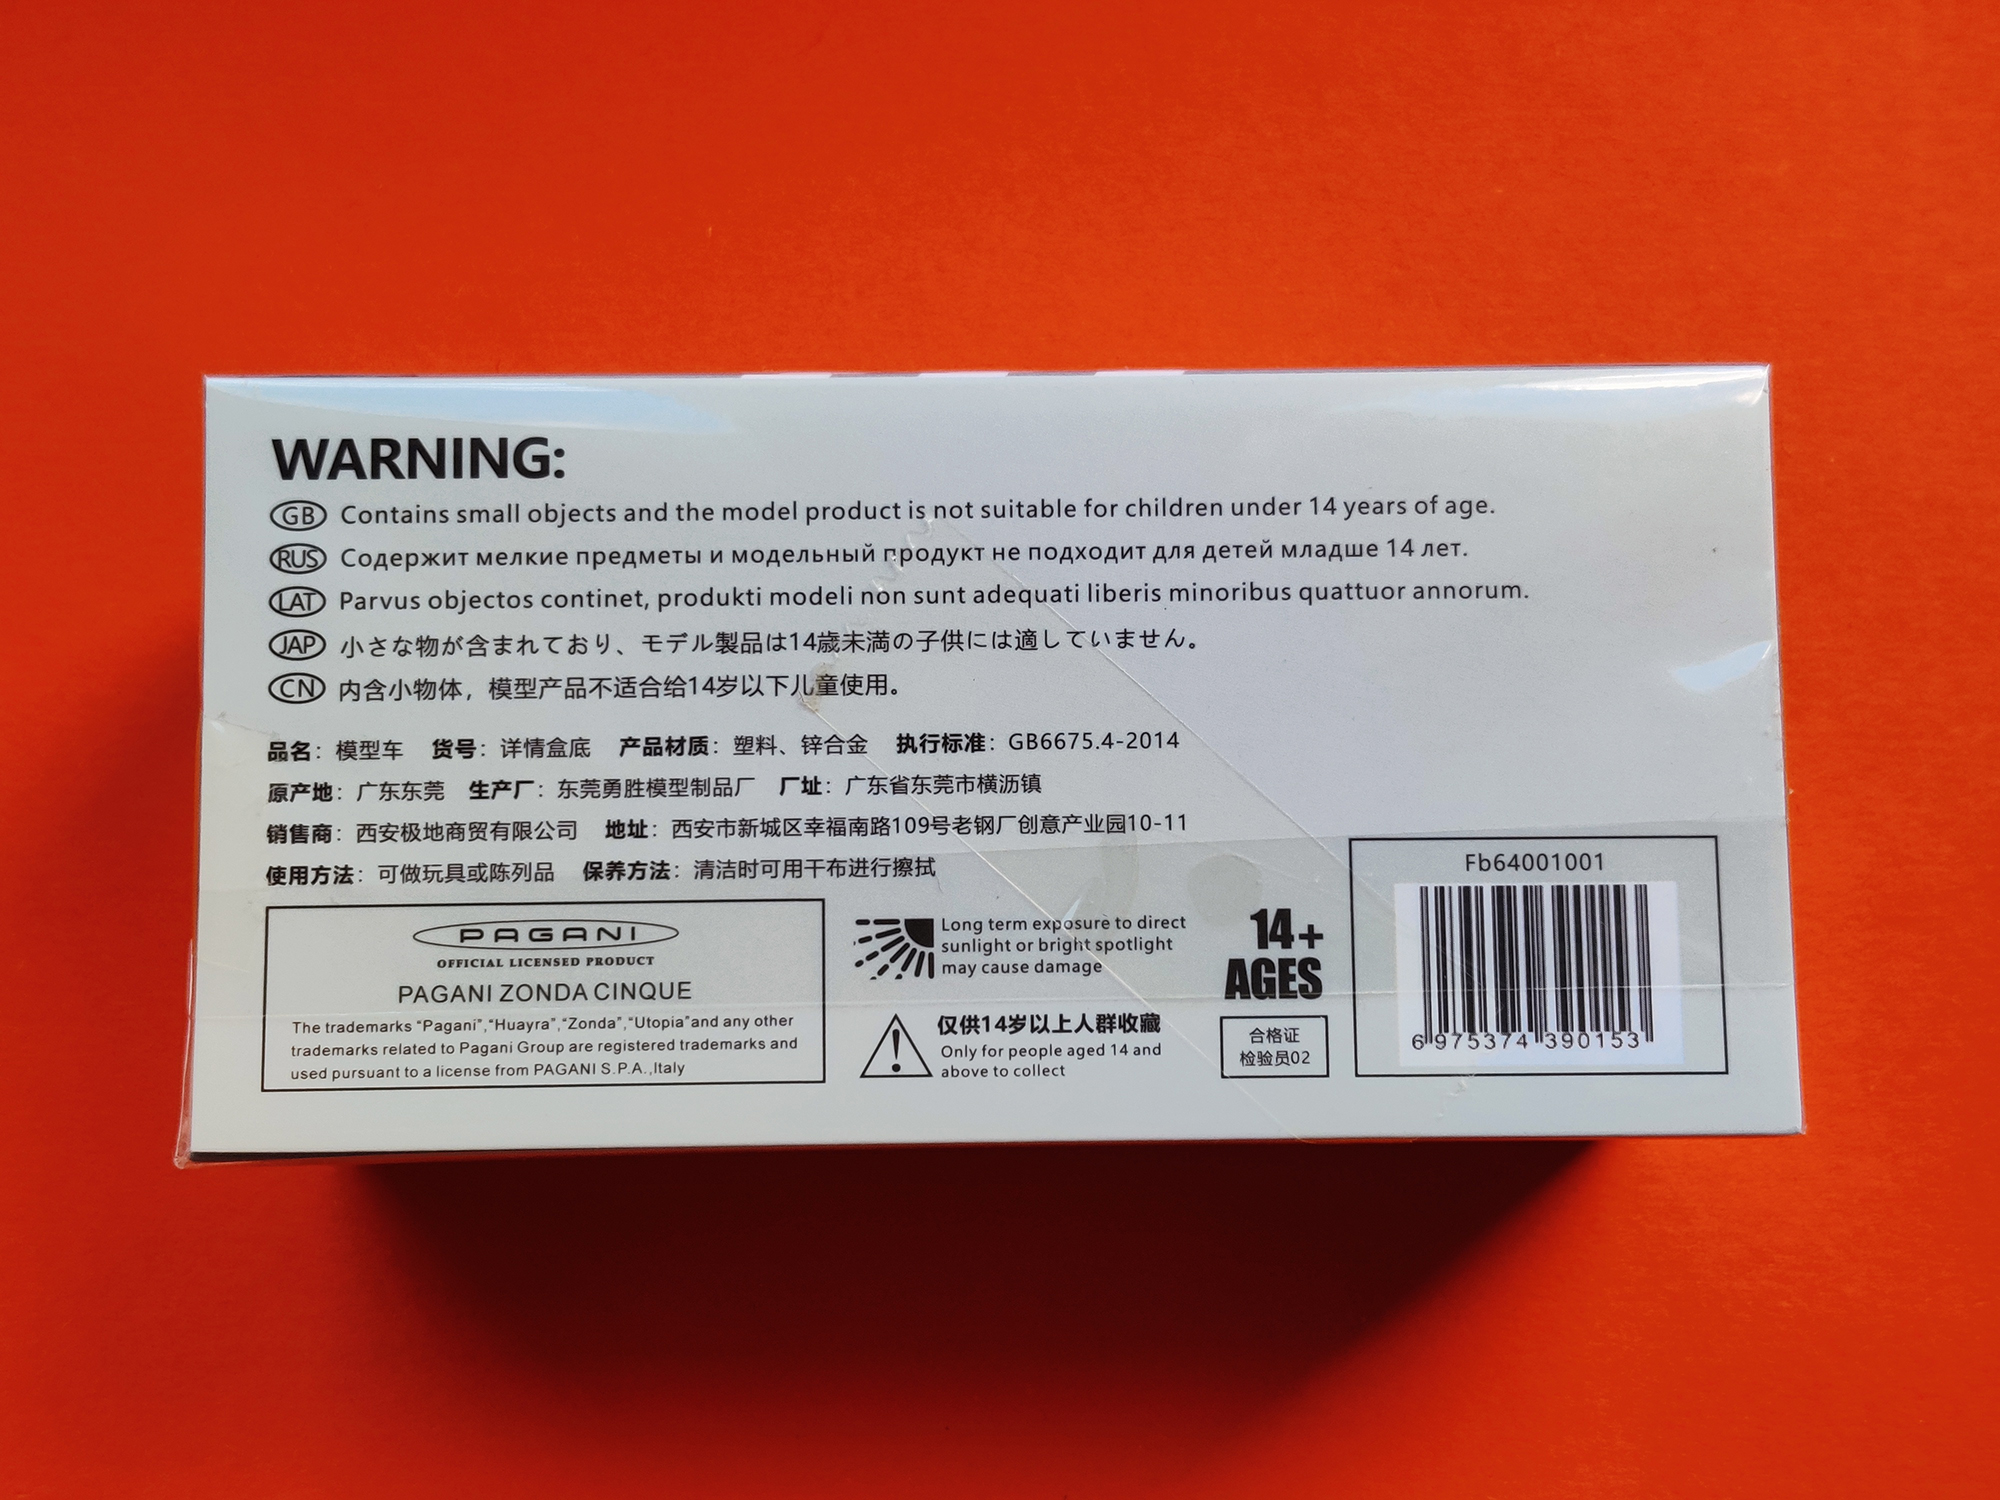 WARNING:
GB Contains small objects and the model product is not suitable for children under 14 years of age.
RUS Содержит мелкие предметы и модельный продукт не подходит для детей младше 14 лет.
LAT Parvus objectos continet, produkti modeli non sunt adequati liberis minoribus quattuor annorum.
JAP 小さな物が含まれており、モデル製品は14歳未満の子供には適していません。
CN 内含小物体，模型产品不适合给14岁以下儿童使用。
品名：模型车 货号：详情盒底 产品材质：塑料、锌合金 执行标准：GB6675.4-2014
原产地：广东东莞 生产厂：东莞勇胜模型制品厂 厂址：广东省东莞市横沥镇
销售商：西安极地商贸有限公司 地址：西安市新城区幸福南路109号老钢厂创意产业园10-11
使用方法：可做玩具或陈列品 保养方法：清洁时可用干布进行擦拭
PAGANI
OFFICIAL LICENSED PRODUCT
PAGANI ZONDA CINQUE
The trademarks “Pagani”,“Huayra”,“Zonda”,“Utopia”and any other
trademarks related to Pagani Group are registered trademarks and
used pursuant to a license from PAGANI S.P.A.,Italy
Long term exposure to direct
sunlight or bright spotlight
may cause damage
仅供14岁以上人群收藏
Only for people aged 14 and
above to collect
14+
AGES
合格证
检验员02
Fb64001001
6 975374 390153